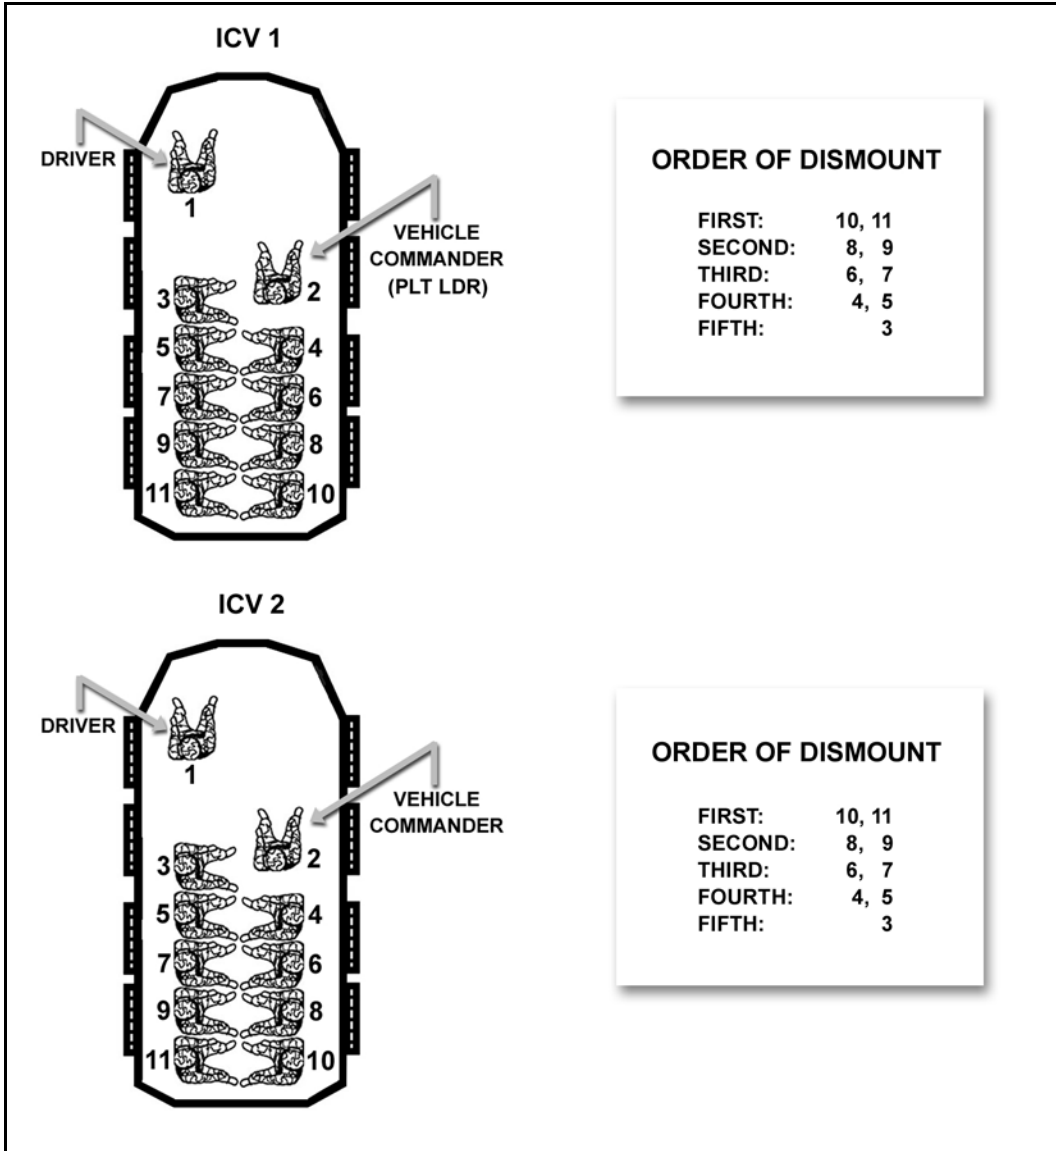 ICV 1
DRIVER
1
VEHICLE
COMMANDER
(PLT LDR)
2
3
5
4
7
6
9
8
11
10
ORDER OF DISMOUNT
FIRST: 10, 11
SECOND: 8, 9
THIRD: 6, 7
FOURTH: 4, 5
FIFTH: 3
ICV 2
DRIVER
1
VEHICLE
COMMANDER
2
3
5
4
7
6
9
8
11
10
ORDER OF DISMOUNT
FIRST: 10, 11
SECOND: 8, 9
THIRD: 6, 7
FOURTH: 4, 5
FIFTH: 3